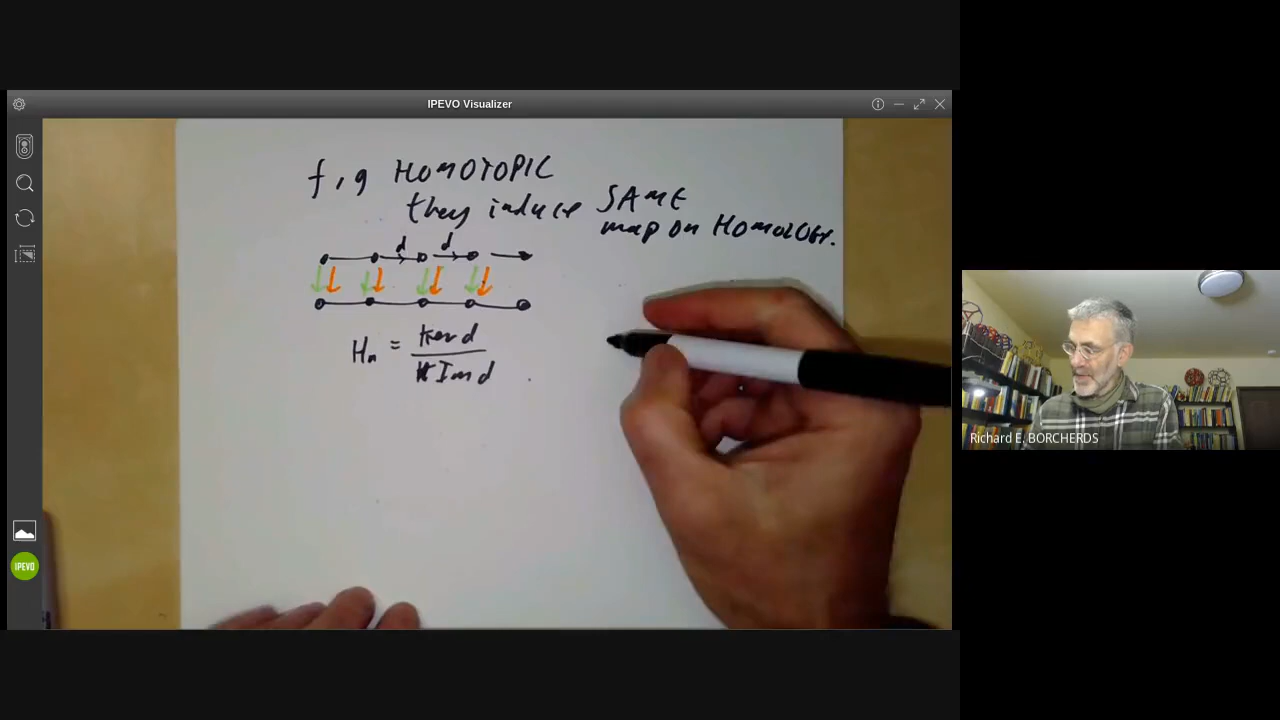 IPEVO Visualizer
f, g HOMOTOPIC
they induce SAME
map on HOMOLOGY.
d d
Hn = Ker d
Im d
IPEVO
Richard E. BORCHERDS